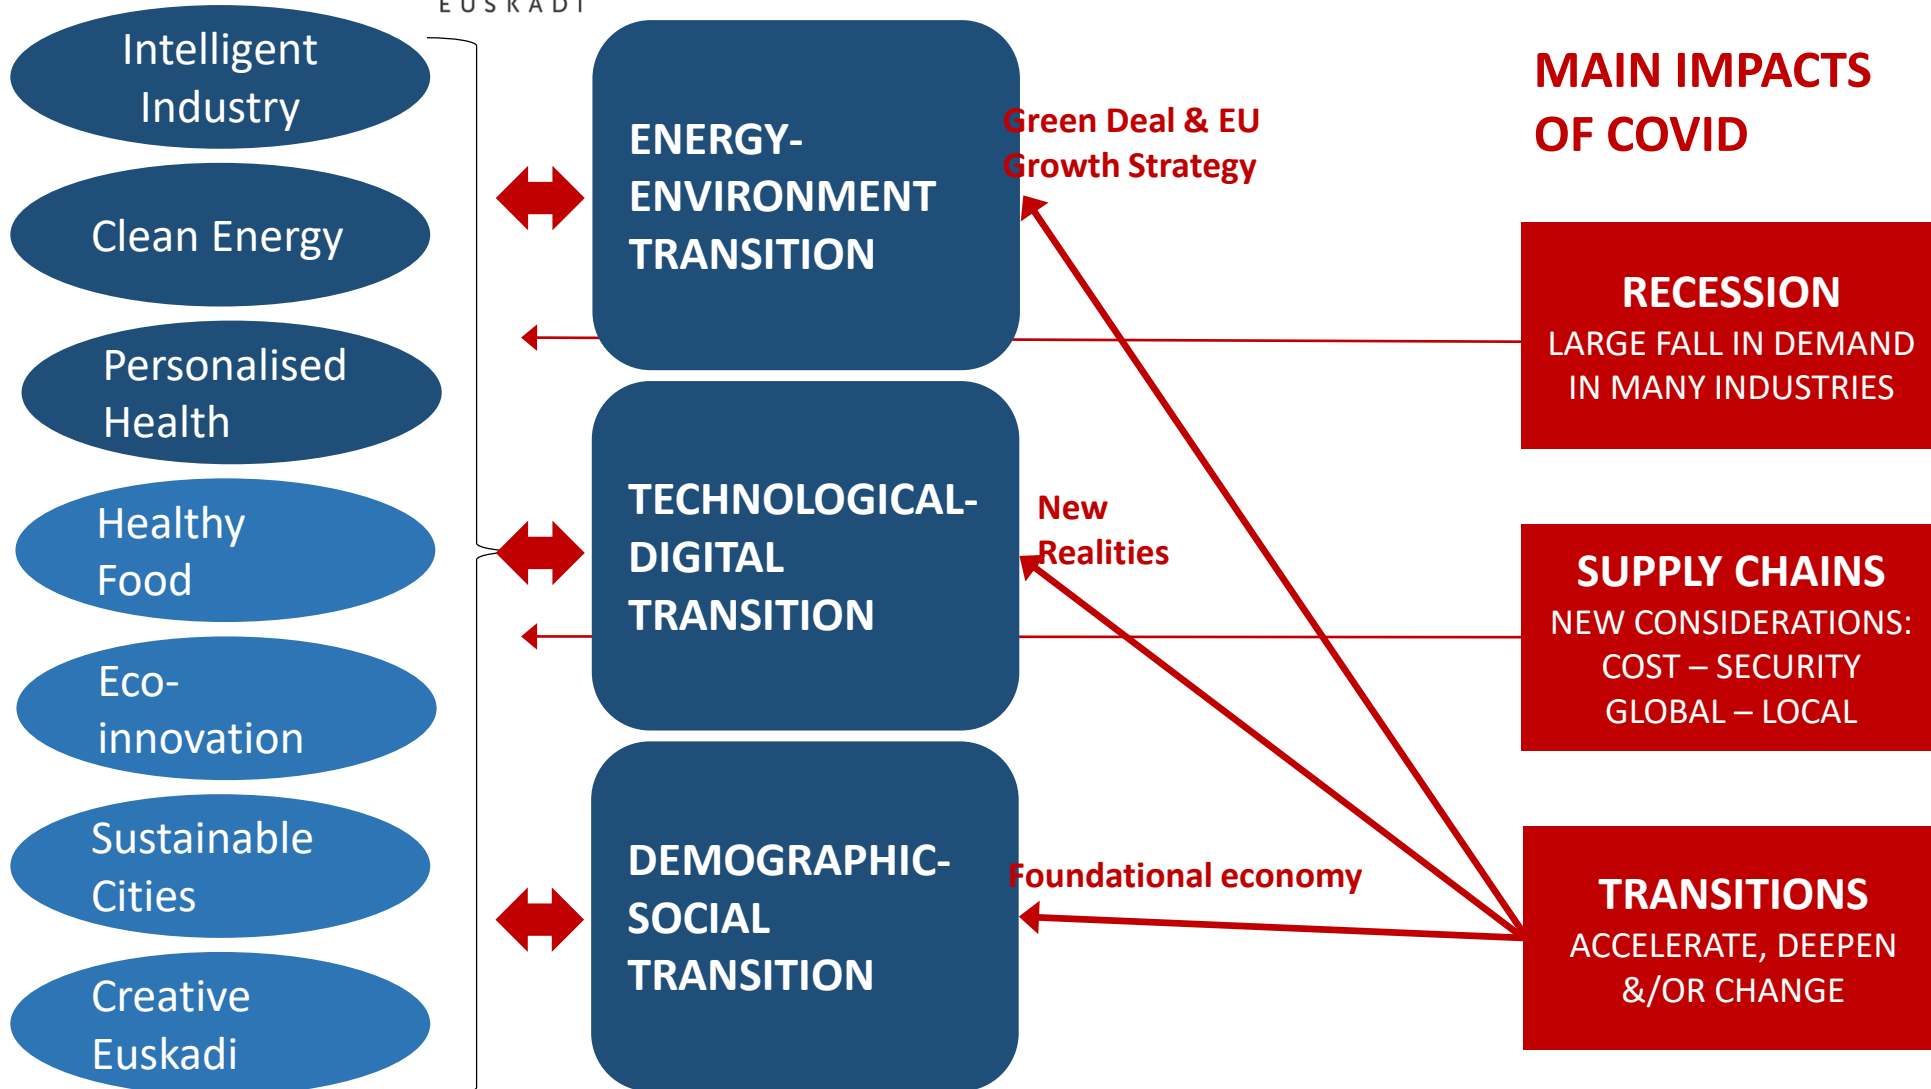 EUSKADI
Intelligent
Industry
Clean Energy
Personalised
Health
Healthy
Food
Eco-
innovation
Sustainable
Cities
Creative
Euskadi
ENERGY-
ENVIRONMENT
TRANSITION
TECHNOLOGICAL-
DIGITAL
TRANSITION
DEMOGRAPHIC-
SOCIAL
TRANSITION
Green Deal & EU
Growth Strategy
New
Realities
Foundational economy
MAIN IMPACTS
OF COVID
RECESSION
LARGE FALL IN DEMAND
IN MANY INDUSTRIES
SUPPLY CHAINS
NEW CONSIDERATIONS:
COST – SECURITY
GLOBAL – LOCAL
TRANSITIONS
ACCELERATE, DEEPEN
&/OR CHANGE